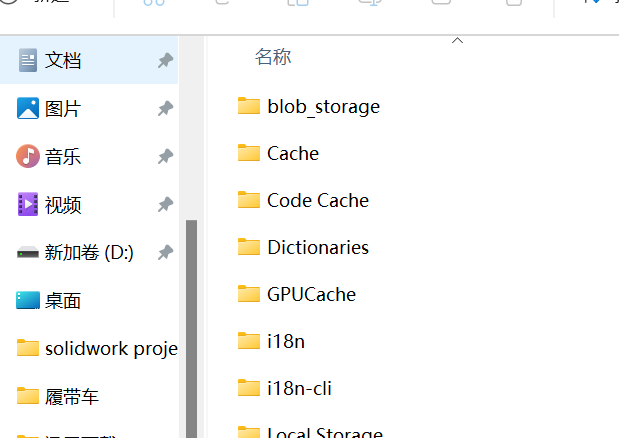 文档
图片
音乐
视频
新加卷 (D:)
桌面
solidwork proje
履带车
名称
blob_storage
Cache
Code Cache
Dictionaries
GPUCache
i18n
i18n-cli
Local Storage